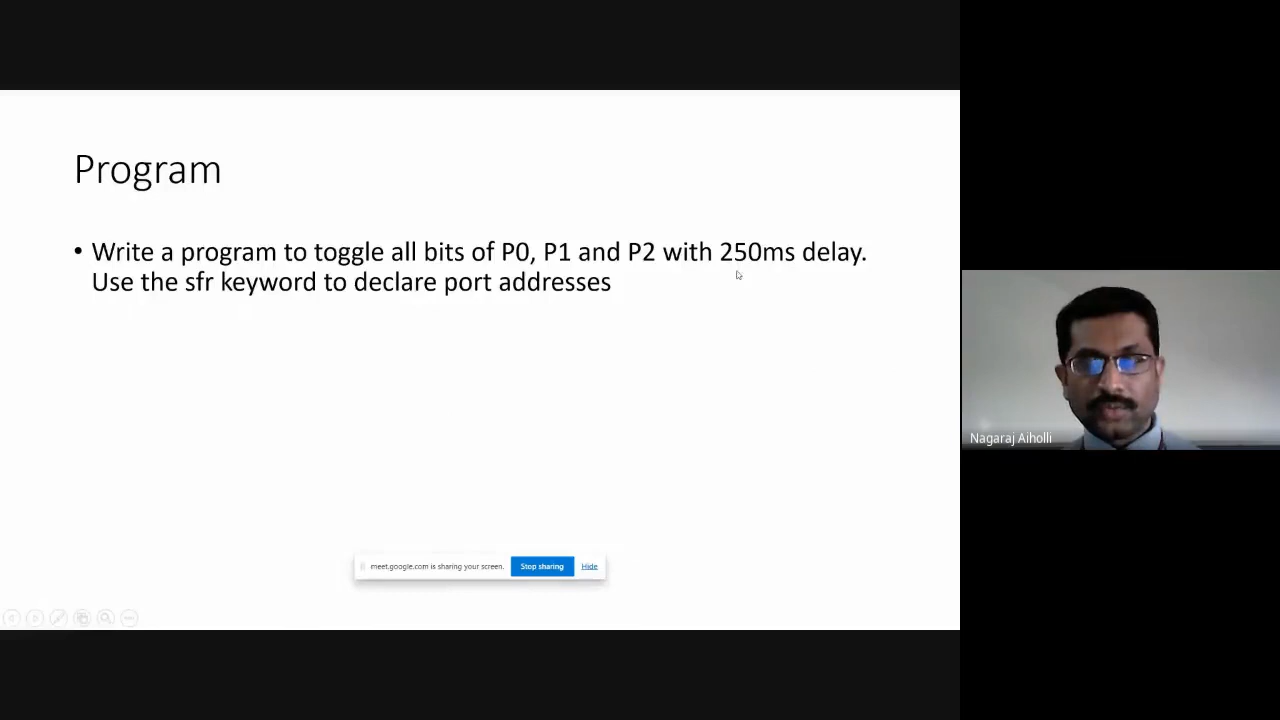 Program
• Write a program to toggle all bits of P0, P1 and P2 with 250ms delay.
Use the sfr keyword to declare port addresses
Nagaraj Aiholli
meet.google.com is sharing your screen. Stop sharing Hide